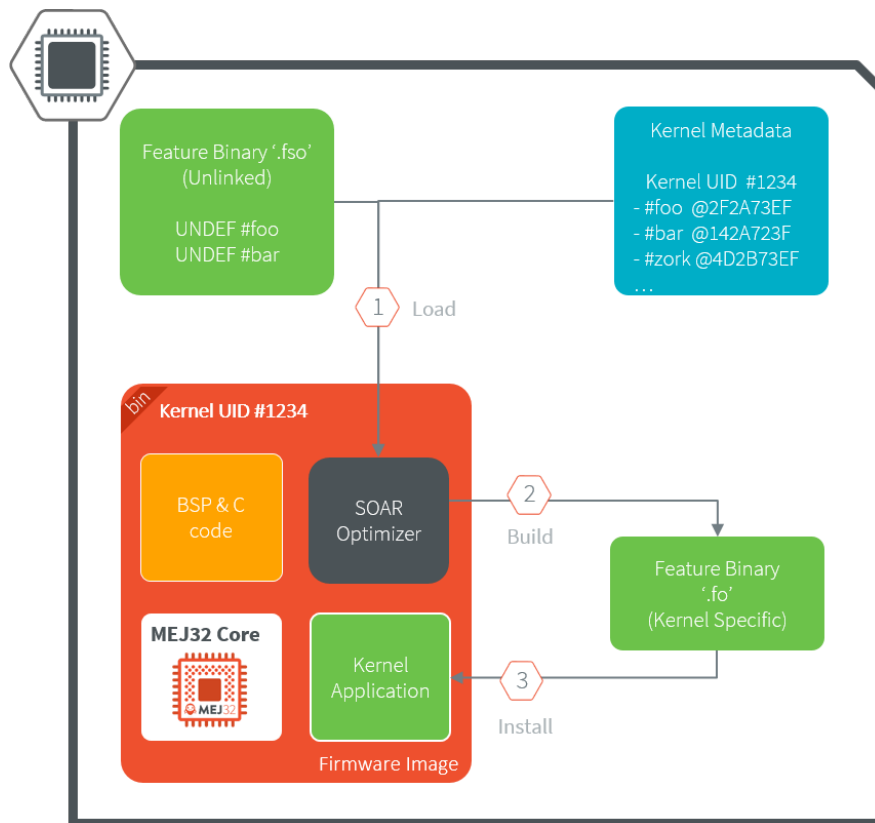 Feature Binary ‘.fso’
(Unlinked)
UNDEF #foo
UNDEF #bar
Kernel Metadata
Kernel UID #1234
- #foo @2F2A73EF
- #bar @142A723F
- #zork @4D2B73EF
...
1
Load
bin
Kernel UID #1234
BSP & C
code
SOAR
Optimizer
2
Build
Feature Binary
‘.fo’
(Kernel Specific)
MEJ32 Core
MEJ32
Kernel
Application
3
Install
Firmware Image